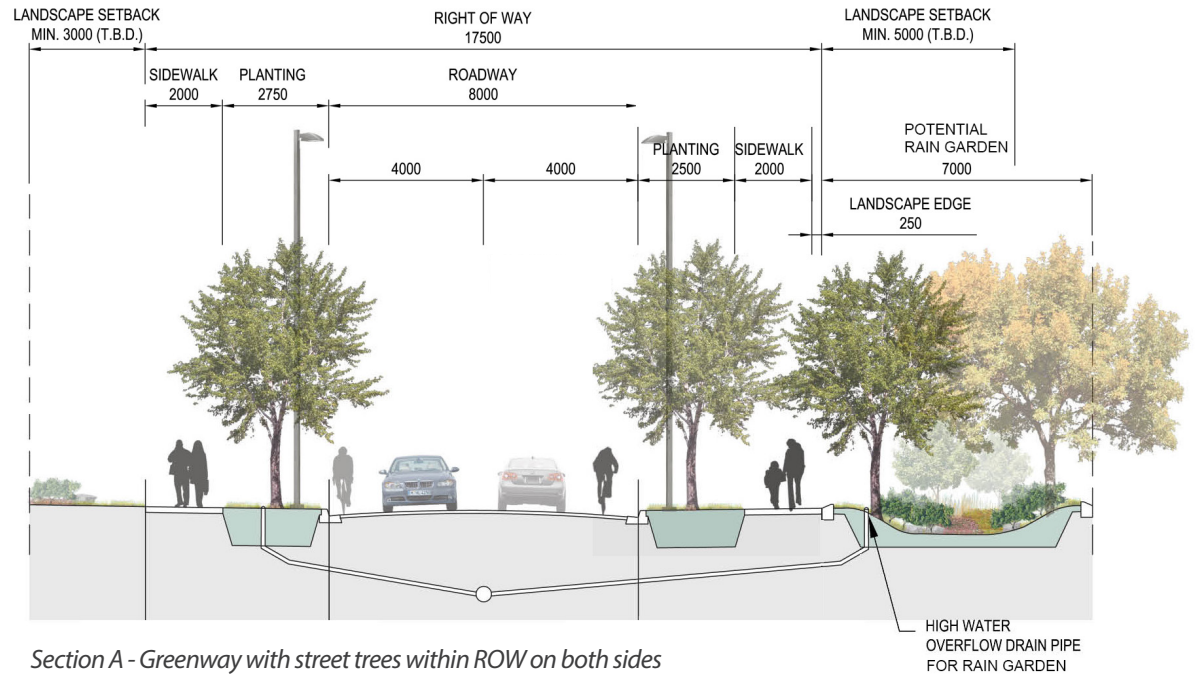 LANDSCAPE SETBACK
MIN. 3000 (T.B.D.)
RIGHT OF WAY
17500
LANDSCAPE SETBACK
MIN. 5000 (T.B.D.)
SIDEWALK
2000
PLANTING
2750
ROADWAY
8000
POTENTIAL
RAIN GARDEN
7000
4000
4000
PLANTING
2500
SIDEWALK
2000
LANDSCAPE EDGE
250
HIGH WATER
OVERFLOW DRAIN PIPE
FOR RAIN GARDEN
Section A - Greenway with street trees within ROW on both sides